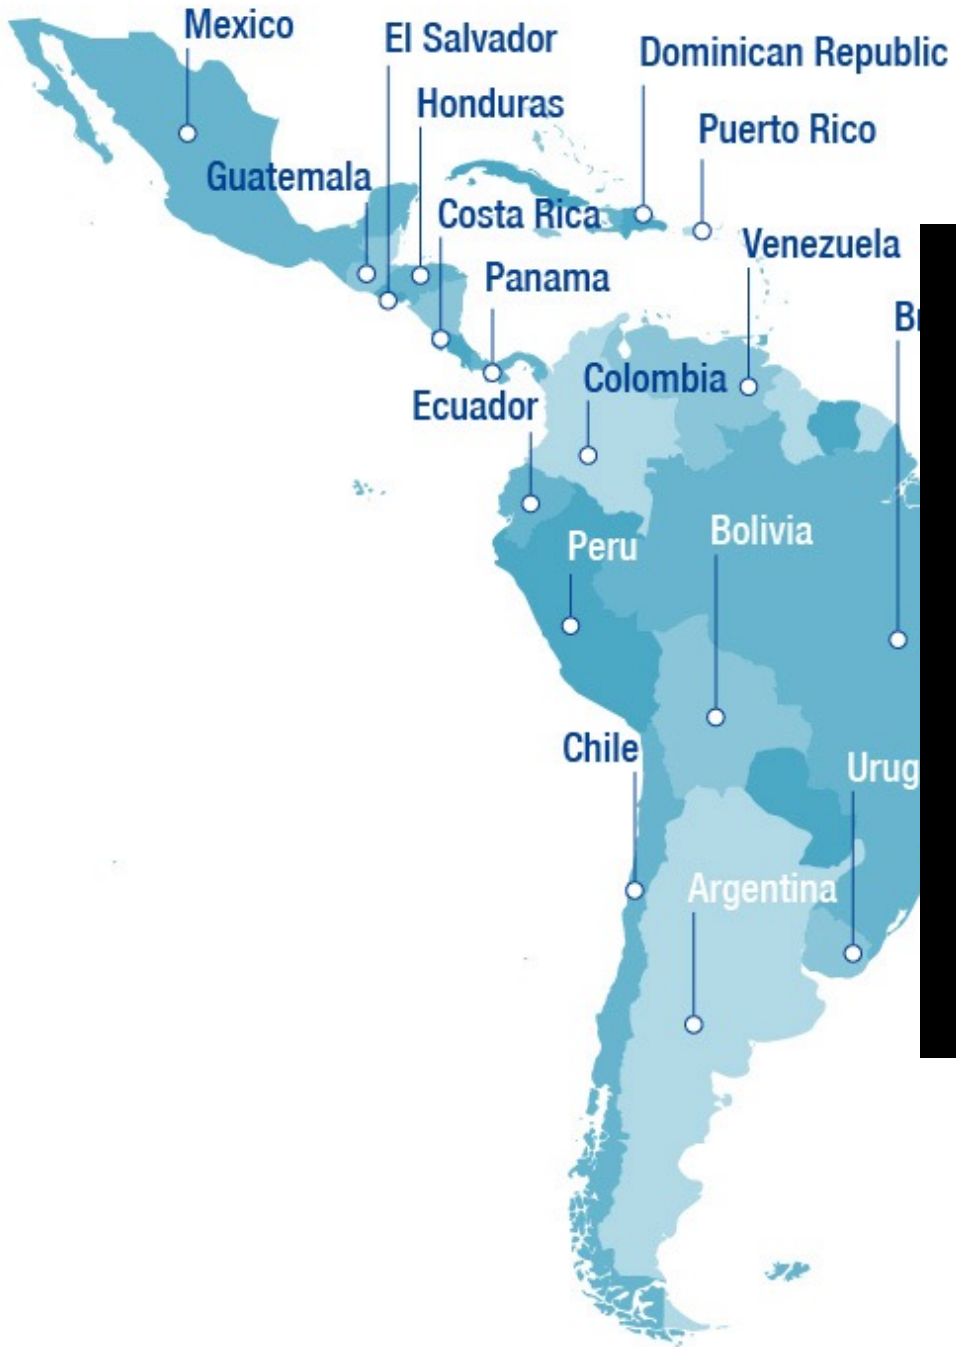 Mexico
El Salvador
Dominican Republic
Honduras
Puerto Rico
Guatemala
Costa Rica
Venezuela
Panama
Colombia
Ecuador
Bolivia
Peru
Chile
Argentina